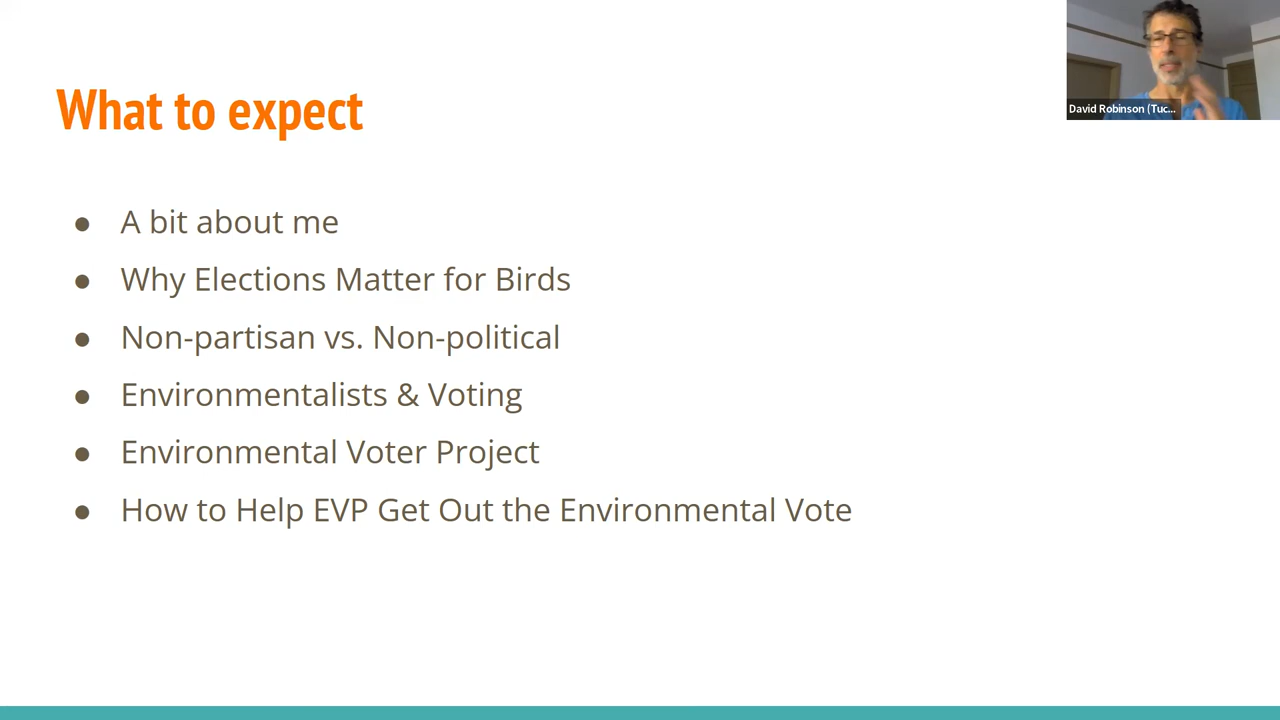 What to expect
David Robinson (Tuc...
● A bit about me
● Why Elections Matter for Birds
● Non-partisan vs. Non-political
● Environmentalists & Voting
● Environmental Voter Project
● How to Help EVP Get Out the Environmental Vote